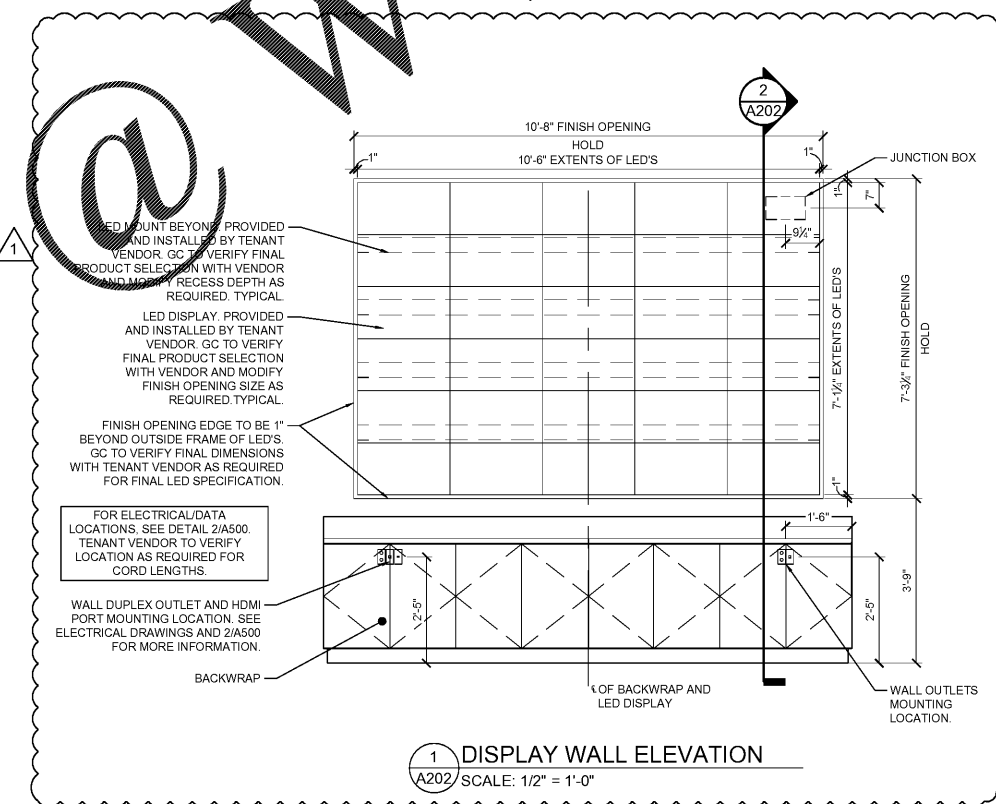 @ W
2
A202
10'-8" FINISH OPENING
HOLD
10'-6" EXTENTS OF LED'S
1"
1"
JUNCTION BOX
1"
7"
9¼"
1
LED MOUNT BEYOND. PROVIDED
AND INSTALLED BY TENANT
VENDOR. GC TO VERIFY FINAL
PRODUCT SELECTION WITH VENDOR
AND MODIFY RECESS DEPTH AS
REQUIRED. TYPICAL.
LED DISPLAY. PROVIDED
AND INSTALLED BY TENANT
VENDOR. GC TO VERIFY
FINAL PRODUCT SELECTION
WITH VENDOR AND MODIFY
FINISH OPENING SIZE AS
REQUIRED.TYPICAL.
7'-1¼" EXTENTS OF LED'S
7'-3¼" FINISH OPENING
HOLD
FINISH OPENING EDGE TO BE 1"
BEYOND OUTSIDE FRAME OF LED'S.
GC TO VERIFY FINAL DIMENSIONS
WITH TENANT VENDOR AS REQUIRED
FOR FINAL LED SPECIFICATION.
1"
1'-6"
FOR ELECTRICAL/DATA
LOCATIONS, SEE DETAIL 2/A500.
TENANT VENDOR TO VERIFY
LOCATION AS REQUIRED FOR
CORD LENGTHS.
2'-5"
2'-5"
3'-9"
WALL DUPLEX OUTLET AND HDMI
PORT MOUNTING LOCATION. SEE
ELECTRICAL DRAWINGS AND 2/A500
FOR MORE INFORMATION.
BACKWRAP
℄ OF BACKWRAP AND
LED DISPLAY
WALL OUTLETS
MOUNTING
LOCATION.
1
A202
DISPLAY WALL ELEVATION
SCALE: 1/2" = 1'-0"